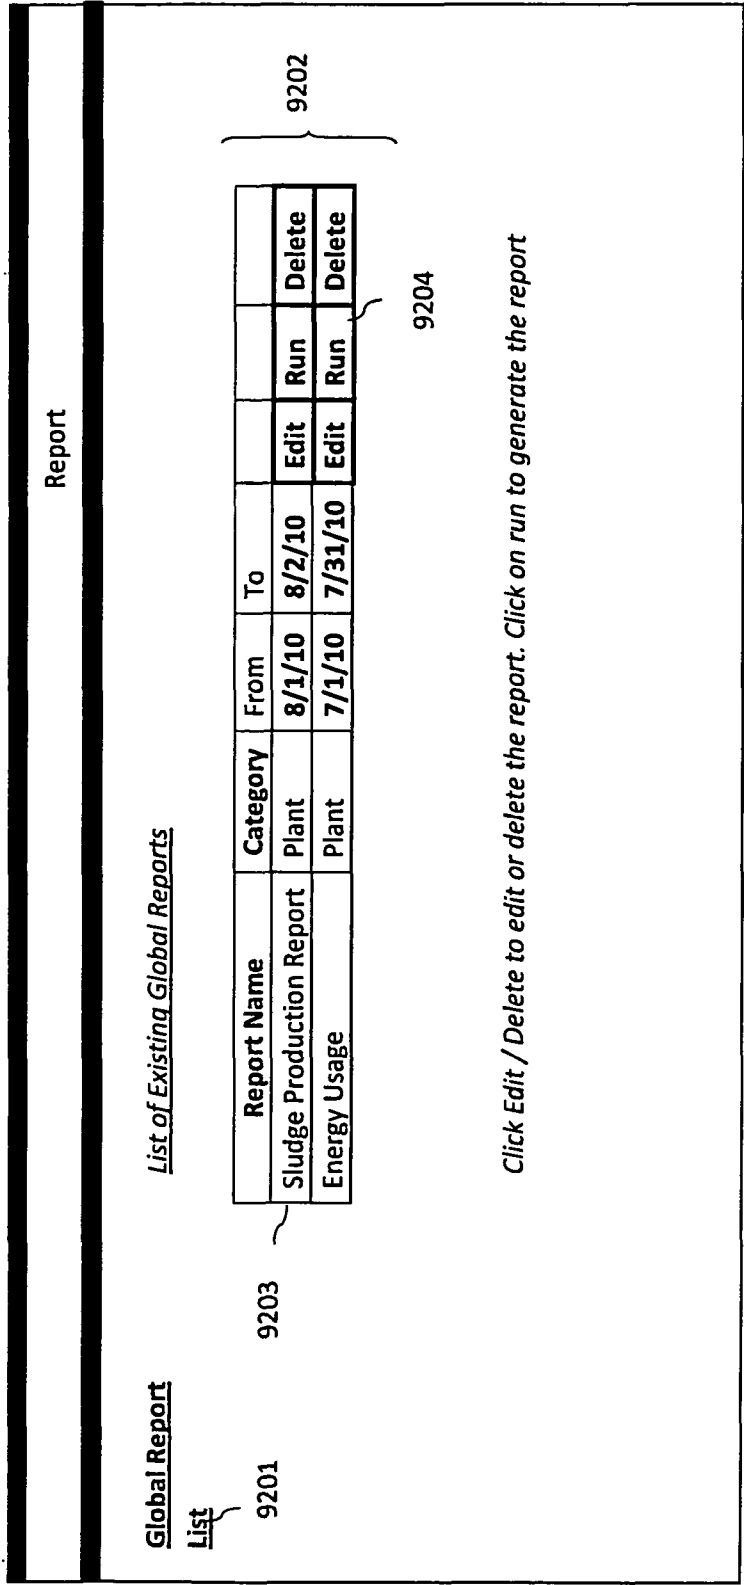 Report
Global Report
List
9201
List of Existing Global Reports
9202
Report Name Category From To
Sludge Production Report Plant 8/1/10 8/2/10 Edit Run Delete
Energy Usage Plant 7/1/10 7/31/10 Edit Run Delete
9203
9204
Click Edit / Delete to edit or delete the report. Click on run to generate the report